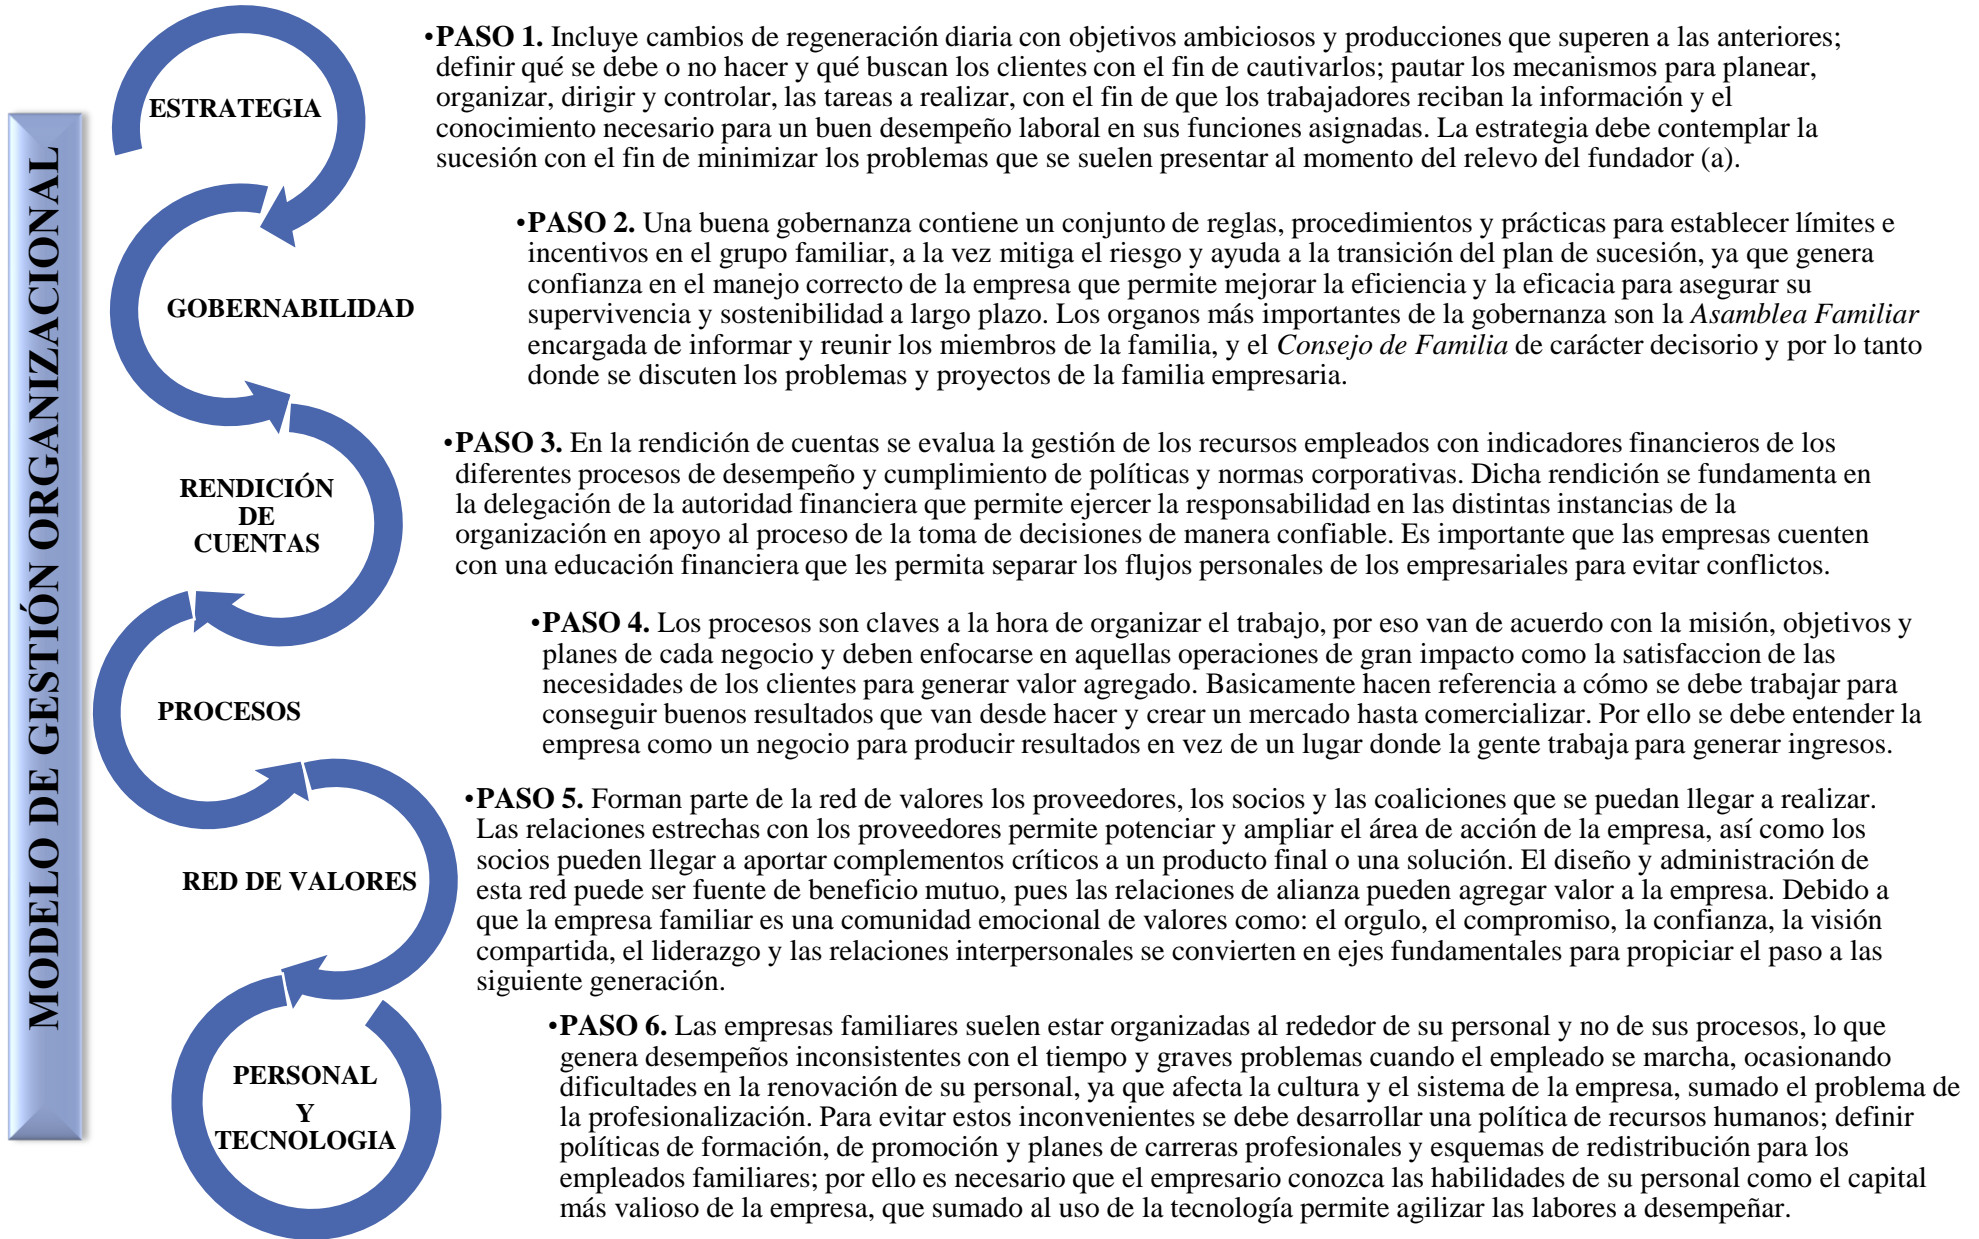 MODELO DE GESTIÓN ORGANIZACIONAL
ESTRATEGIA
•PASO 1. Incluye cambios de regeneración diaria con objetivos ambiciosos y producciones que superen a las anteriores;
definir qué se debe o no hacer y qué buscan los clientes con el fin de cautivarlos; pautar los mecanismos para planear,
organizar, dirigir y controlar, las tareas a realizar, con el fin de que los trabajadores reciban la información y el
conocimiento necesario para un buen desempeño laboral en sus funciones asignadas. La estrategia debe contemplar la
sucesión con el fin de minimizar los problemas que se suelen presentar al momento del relevo del fundador (a).
GOBERNABILIDAD
•PASO 2. Una buena gobernanza contiene un conjunto de reglas, procedimientos y prácticas para establecer límites e
incentivos en el grupo familiar, a la vez mitiga el riesgo y ayuda a la transición del plan de sucesión, ya que genera
confianza en el manejo correcto de la empresa que permite mejorar la eficiencia y la eficacia para asegurar su
supervivencia y sostenibilidad a largo plazo. Los organos más importantes de la gobernanza son la Asamblea Familiar
encargada de informar y reunir los miembros de la familia, y el Consejo de Familia de carácter decisorio y por lo tanto
donde se discuten los problemas y proyectos de la familia empresaria.
RENDICIÓN
DE
CUENTAS
•PASO 3. En la rendición de cuentas se evalua la gestión de los recursos empleados con indicadores financieros de los
diferentes procesos de desempeño y cumplimiento de políticas y normas corporativas. Dicha rendición se fundamenta en
la delegación de la autoridad financiera que permite ejercer la responsabilidad en las distintas instancias de la
organización en apoyo al proceso de la toma de decisiones de manera confiable. Es importante que las empresas cuenten
con una educación financiera que les permita separar los flujos personales de los empresariales para evitar conflictos.
PROCESOS
•PASO 4. Los procesos son claves a la hora de organizar el trabajo, por eso van de acuerdo con la misión, objetivos y
planes de cada negocio y deben enfocarse en aquellas operaciones de gran impacto como la satisfaccion de las
necesidades de los clientes para generar valor agregado. Basicamente hacen referencia a cómo se debe trabajar para
conseguir buenos resultados que van desde hacer y crear un mercado hasta comercializar. Por ello se debe entender la
empresa como un negocio para producir resultados en vez de un lugar donde la gente trabaja para generar ingresos.
RED DE VALORES
•PASO 5. Forman parte de la red de valores los proveedores, los socios y las coaliciones que se puedan llegar a realizar.
Las relaciones estrechas con los proveedores permite potenciar y ampliar el área de acción de la empresa, así como los
socios pueden llegar a aportar complementos críticos a un producto final o una solución. El diseño y administración de
esta red puede ser fuente de beneficio mutuo, pues las relaciones de alianza pueden agregar valor a la empresa. Debido a
que la empresa familiar es una comunidad emocional de valores como: el orgulo, el compromiso, la confianza, la visión
compartida, el liderazgo y las relaciones interpersonales se convierten en ejes fundamentales para propiciar el paso a las
siguiente generación.
PERSONAL
Y
TECNOLOGIA
•PASO 6. Las empresas familiares suelen estar organizadas al rededor de su personal y no de sus procesos, lo que
genera desempeños inconsistentes con el tiempo y graves problemas cuando el empleado se marcha, ocasionando
dificultades en la renovación de su personal, ya que afecta la cultura y el sistema de la empresa, sumado el problema de
la profesionalización. Para evitar estos inconvenientes se debe desarrollar una política de recursos humanos; definir
políticas de formación, de promoción y planes de carreras profesionales y esquemas de redistribución para los
empleados familiares; por ello es necesario que el empresario conozca las habilidades de su personal como el capital
más valioso de la empresa, que sumado al uso de la tecnología permite agilizar las labores a desempeñar.